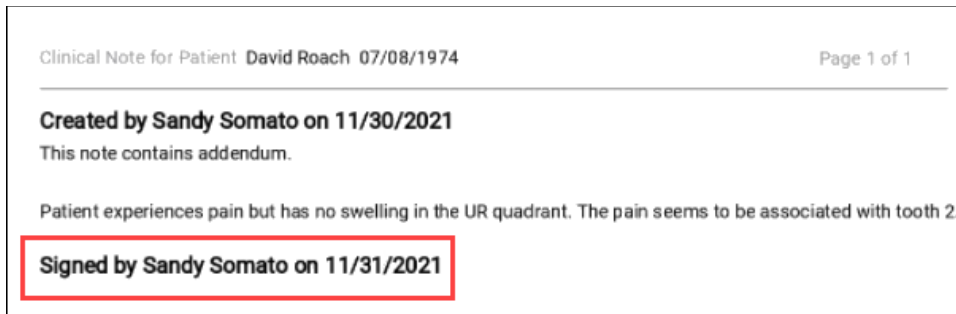 Clinical Note for Patient David Roach 07/08/1974 Page 1 of 1
Created by Sandy Somato on 11/30/2021
This note contains addendum.
Patient experiences pain but has no swelling in the UR quadrant. The pain seems to be associated with tooth 2
Signed by Sandy Somato on 11/31/2021